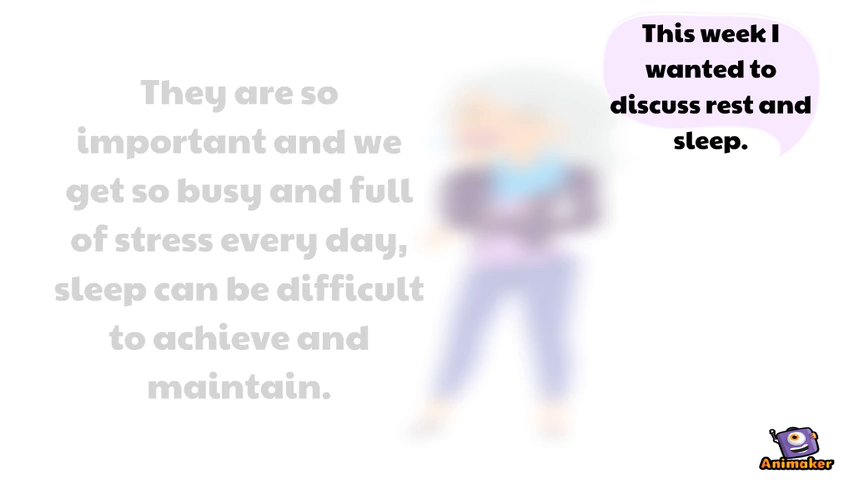 This week I
wanted to
discuss rest and
sleep.
They are so
important and we
get so busy and full
of stress every day,
sleep can be difficult
to achieve and
maintain.
Animaker